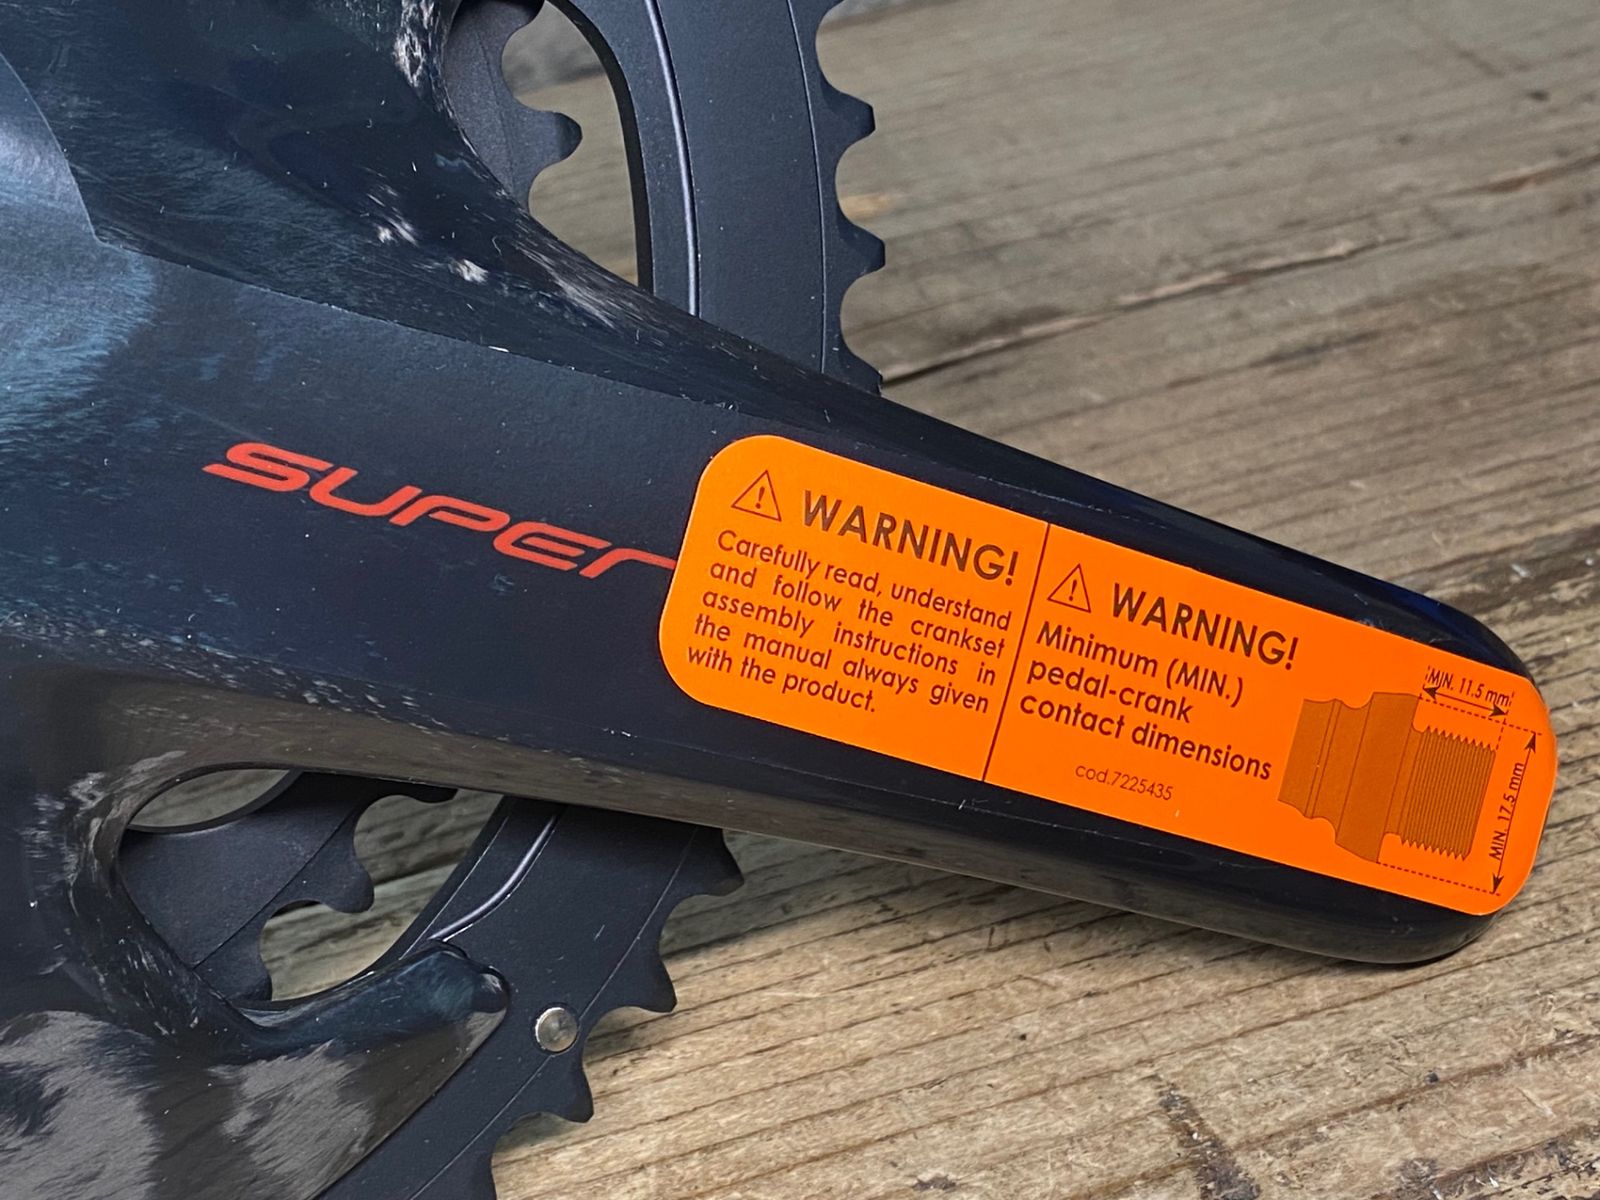 SUPER
WARNING!
Carefully read, understand
and follow the crankset
assembly instructions in
the manual always given
with the product.
WARNING!
Minimum (MIN.)
pedal-crank
contact dimensions
cod.7225435
MIN. 11.5 mm
MIN. 17.5 mm